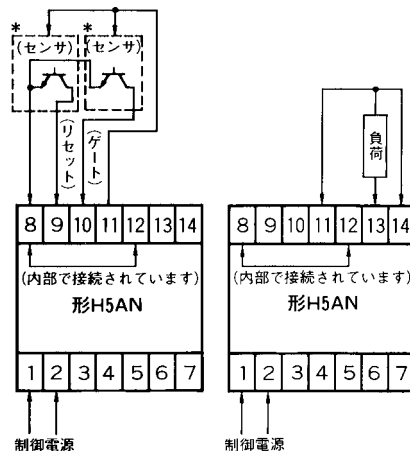 * *
(センサ) (センサ)
(リセット) (ゲート)
負荷
8 9 10 11 12 13 14
(内部で接続されています)
形H5AN
1 2 3 4 5 6 7
制御電源
8 9 10 11 12 13 14
(内部で接続されています)
形H5AN
1 2 3 4 5 6 7
制御電源